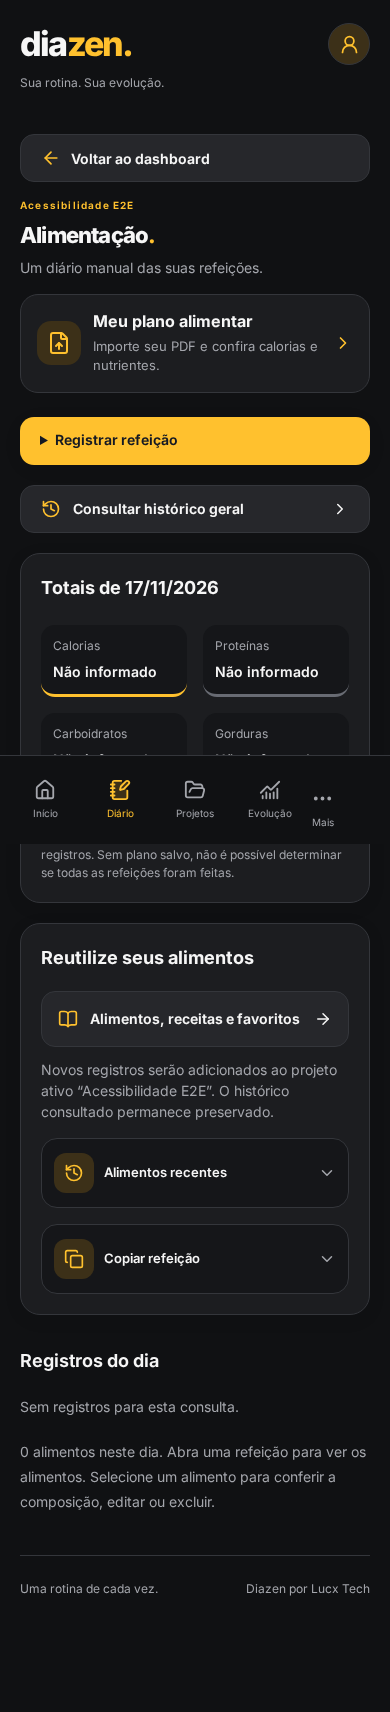 diazen.
Sua rotina. Sua evolução.
Voltar ao dashboard
Acessibilidade E2E
Alimentação.
Um diário manual das suas refeições.
Meu plano alimentar
Importe seu PDF e confira calorias e
nutrientes.
Registrar refeição
Consultar histórico geral
Totais de 17/11/2026
Calorias
Proteínas
Não informado
Não informado
Carboidratos
Gorduras
Início
Diário
Projetos
Evolução
Mais
registros. Sem plano salvo, não é possível determinar
se todas as refeições foram feitas.
Reutilize seus alimentos
Alimentos, receitas e favoritos
Novos registros serão adicionados ao projeto
ativo “Acessibilidade E2E”. O histórico
consultado permanece preservado.
Alimentos recentes
Copiar refeição
Registros do dia
Sem registros para esta consulta.
0 alimentos neste dia. Abra uma refeição para ver os
alimentos. Selecione um alimento para conferir a
composição, editar ou excluir.
Uma rotina de cada vez.
Diazen por Lucx Tech